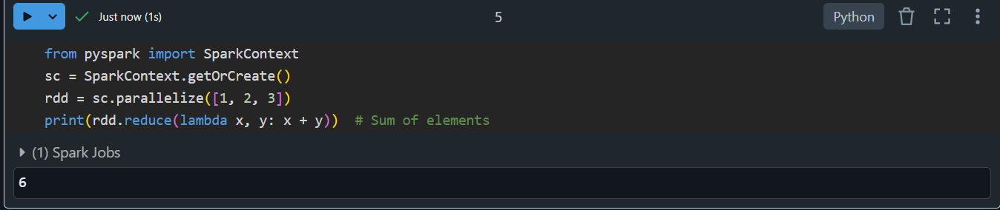 Just now (1s)
5
Python
from pyspark import SparkContext
sc = SparkContext.getOrCreate()
rdd = sc.parallelize([1, 2, 3])
print(rdd.reduce(lambda x, y: x + y))  # Sum of elements
(1) Spark Jobs
6